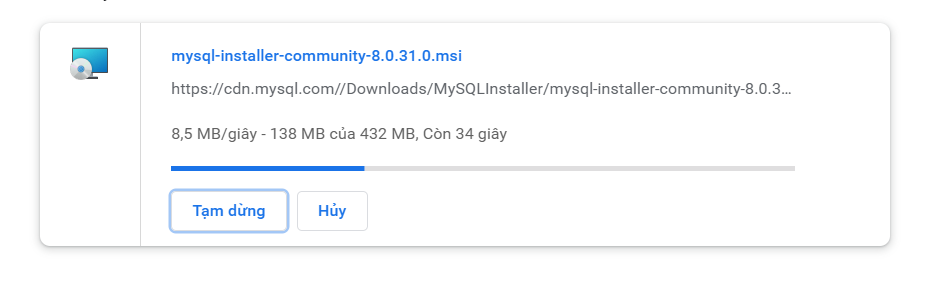 mysql-installer-community-8.0.31.0.msi
https://cdn.mysql.com//Downloads/MySQLInstaller/mysql-installer-community-8.0.3...
8,5 MB/giây - 138 MB của 432 MB, Còn 34 giây
Tạm dừng Hủy